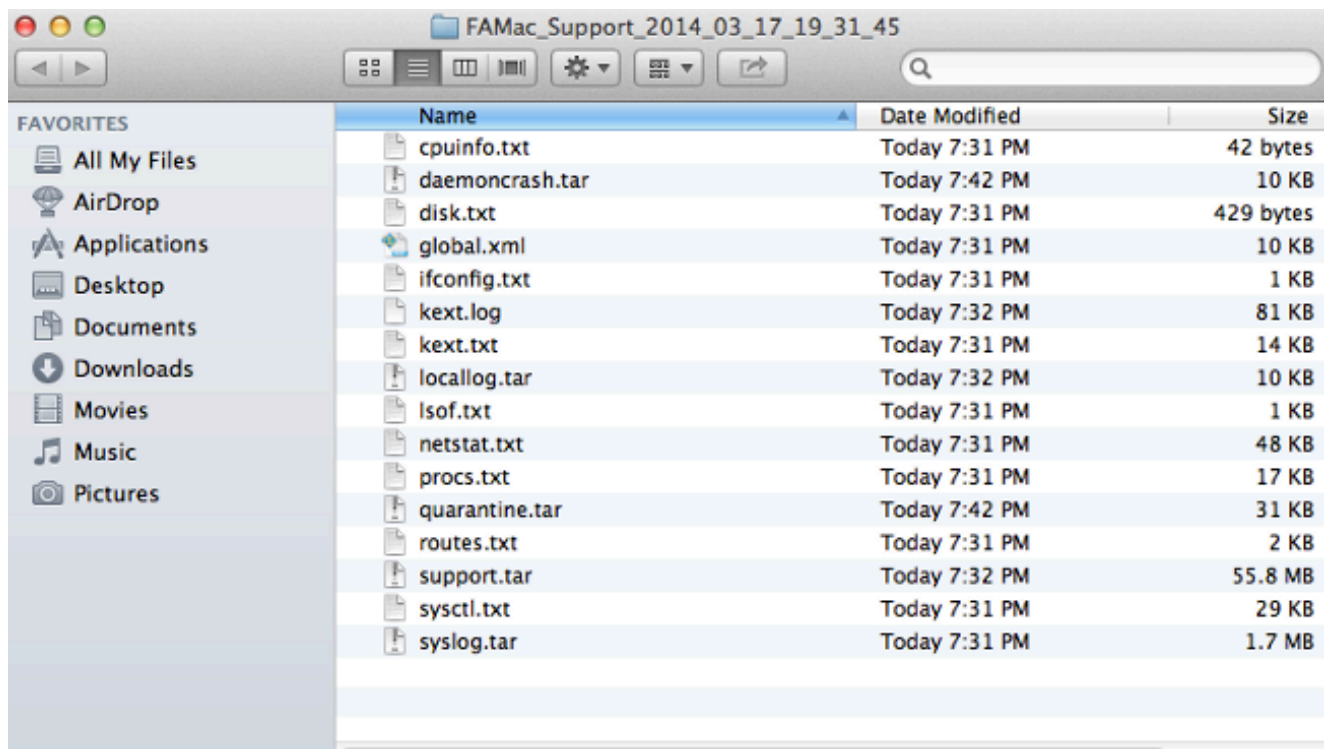 FAMac_Support_2014_03_17_19_31_45
FAVORITES
All My Files
AirDrop
Applications
Desktop
Documents
Downloads
Movies
Music
Pictures
Name Date Modified Size
cpuinfo.txt Today 7:31 PM 42 bytes
daemoncrash.tar Today 7:42 PM 10 KB
disk.txt Today 7:31 PM 429 bytes
global.xml Today 7:31 PM 10 KB
ifconfig.txt Today 7:31 PM 1 KB
kext.log Today 7:32 PM 81 KB
kext.txt Today 7:31 PM 14 KB
locallog.tar Today 7:32 PM 10 KB
lsof.txt Today 7:31 PM 1 KB
netstat.txt Today 7:31 PM 48 KB
procs.txt Today 7:31 PM 17 KB
quarantine.tar Today 7:42 PM 31 KB
routes.txt Today 7:31 PM 2 KB
support.tar Today 7:32 PM 55.8 MB
sysctl.txt Today 7:31 PM 29 KB
syslog.tar Today 7:31 PM 1.7 MB